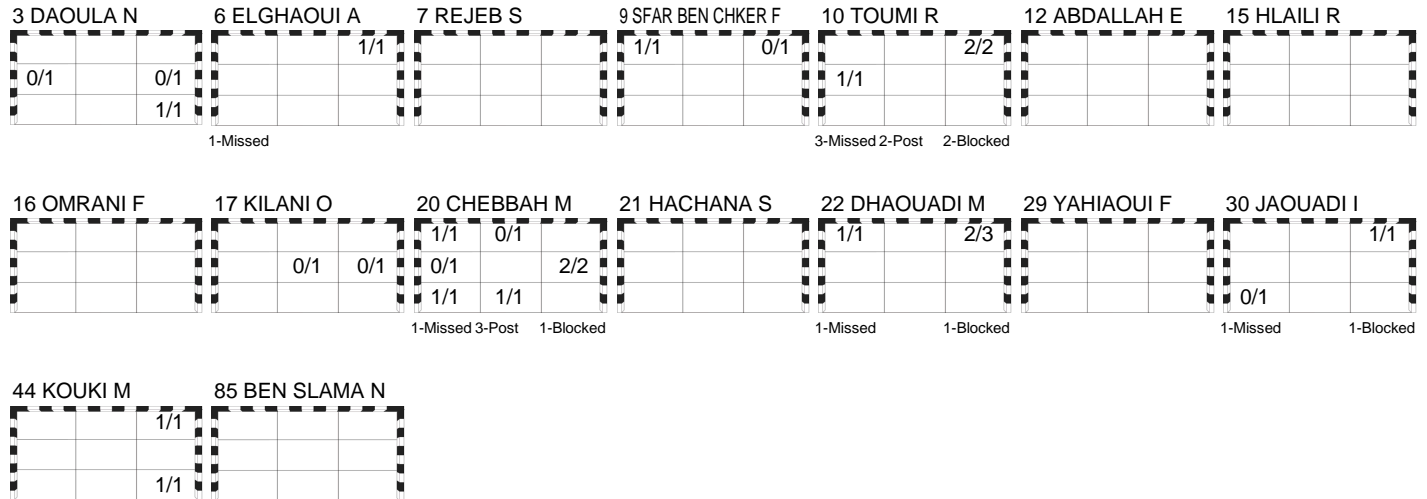 3 DAOULA N 6 ELGHAOUI A 7 REJEB S 9 SFAR BEN CHKER F 10 TOUMI R 12 ABDALLAH E 15 HLAILI R
1/1 1/1 0/1 2/2
0/1 0/1 1/1
1/1
1-Missed 3-Missed 2-Post 2-Blocked
16 OMRANI F 17 KILANI O 20 CHEBBAH M 21 HACHANA S 22 DHAOUADI M 29 YAHIAOUI F 30 JAOUADI I
1/1 0/1 1/1 2/3 1/1
0/1 0/1 0/1 2/2
1/1 1/1 0/1
1-Missed 3-Post 1-Blocked 1-Missed 1-Blocked 1-Missed 1-Blocked
44 KOUKI M 85 BEN SLAMA N
1/1
1/1